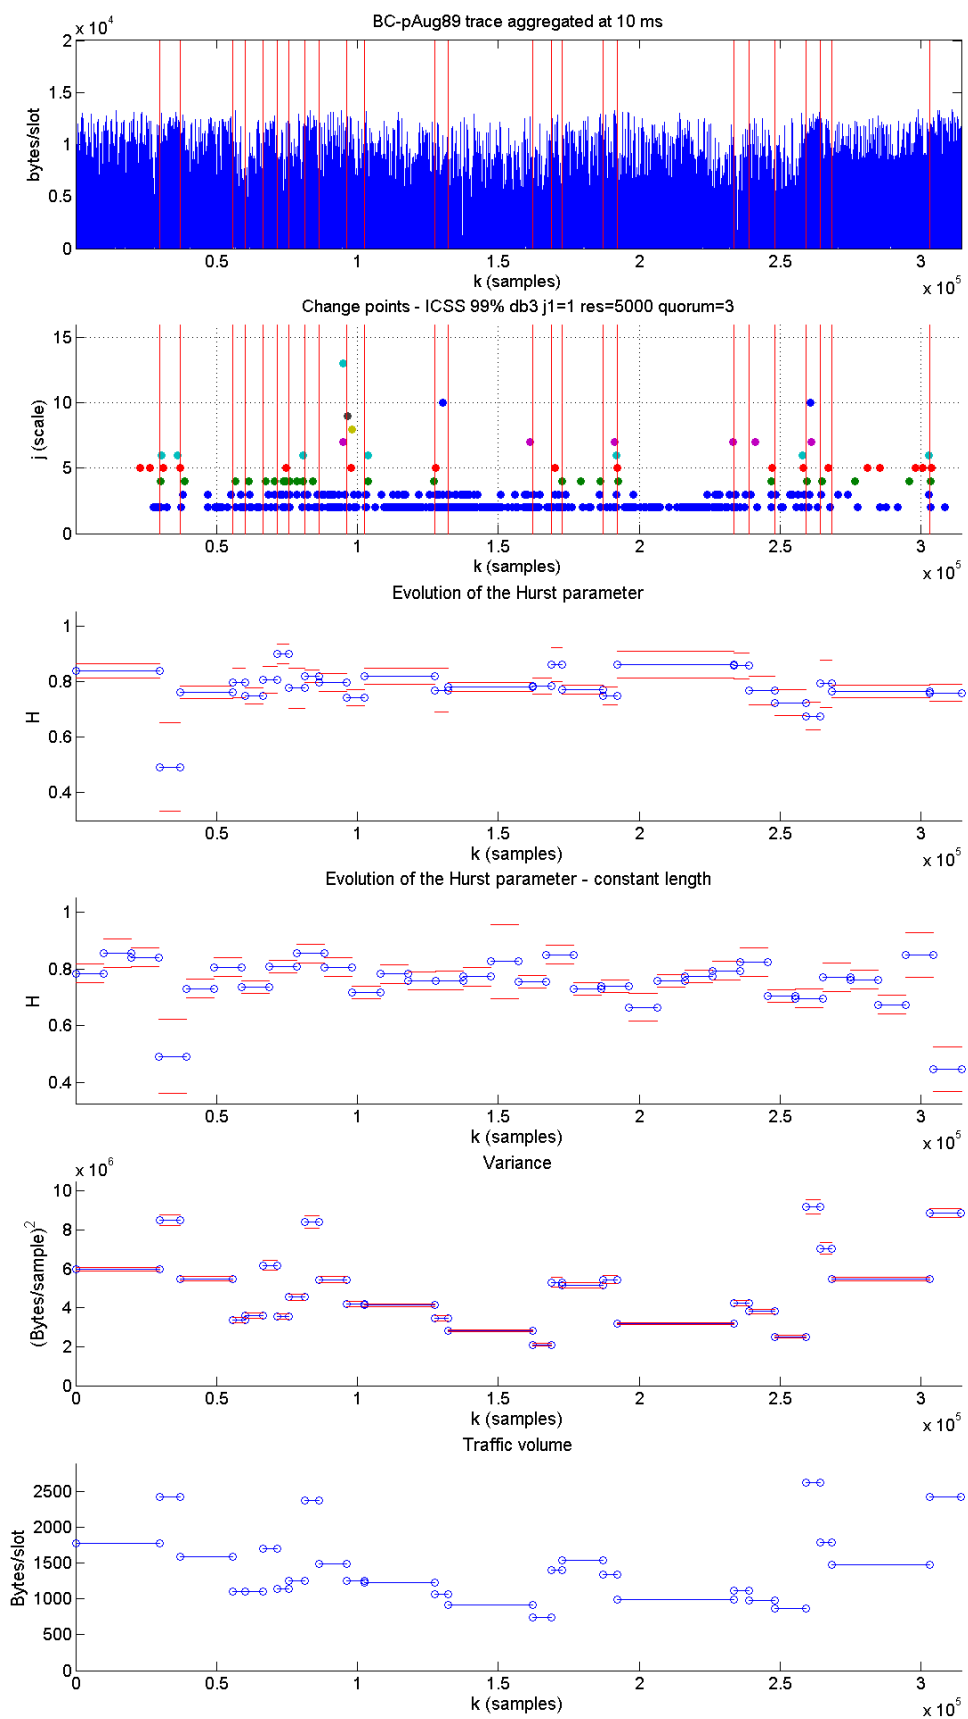 BC-pAug89 trace aggregated at 10 ms
x 10^4
2
1.5
1
0.5
0
bytes/slot
0.5 1 1.5 2 2.5 3
k (samples)
x 10^5
Change points - ICSS 99% db3 j1=1 res=5000 quorum=3
15
10
5
0
j (scale)
0.5 1 1.5 2 2.5 3
k (samples)
x 10^5
Evolution of the Hurst parameter
1
0.8
0.6
0.4
H
0.5 1 1.5 2 2.5 3
k (samples)
x 10^5
Evolution of the Hurst parameter - constant length
1
0.8
0.6
0.4
H
0.5 1 1.5 2 2.5 3
k (samples)
x 10^5
Variance
x 10^6
10
8
6
4
2
0
(Bytes/sample)^2
0 0.5 1 1.5 2 2.5 3
k (samples)
x 10^5
Traffic volume
2500
2000
1500
1000
500
0
Bytes/slot
0 0.5 1 1.5 2 2.5 3
k (samples)
x 10^5